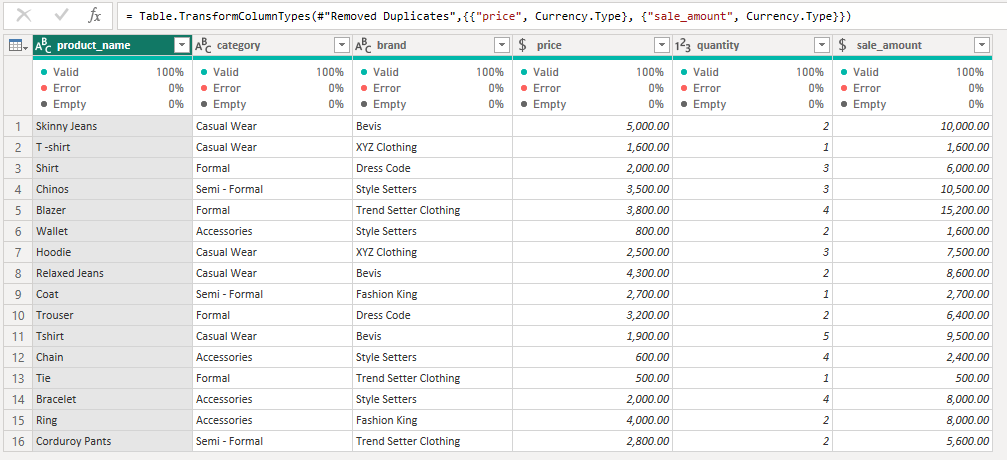 fx = Table.TransformColumnTypes(#"Removed Duplicates",{{"price", Currency.Type}, {"sale_amount", Currency.Type}})
ABC product_name ABC category ABC brand $ price 123 quantity $ sale_amount
Valid 100% Valid 100% Valid 100% Valid 100% Valid 100% Valid 100%
Error 0% Error 0% Error 0% Error 0% Error 0% Error 0%
Empty 0% Empty 0% Empty 0% Empty 0% Empty 0% Empty 0%
1 Skinny Jeans Casual Wear Bevis 5,000.00 2 10,000.00
2 T -shirt Casual Wear XYZ Clothing 1,600.00 1 1,600.00
3 Shirt Formal Dress Code 2,000.00 3 6,000.00
4 Chinos Semi - Formal Style Setters 3,500.00 3 10,500.00
5 Blazer Formal Trend Setter Clothing 3,800.00 4 15,200.00
6 Wallet Accessories Style Setters 800.00 2 1,600.00
7 Hoodie Casual Wear XYZ Clothing 2,500.00 3 7,500.00
8 Relaxed Jeans Casual Wear Bevis 4,300.00 2 8,600.00
9 Coat Semi - Formal Fashion King 2,700.00 1 2,700.00
10 Trouser Formal Dress Code 3,200.00 2 6,400.00
11 Tshirt Casual Wear Bevis 1,900.00 5 9,500.00
12 Chain Accessories Style Setters 600.00 4 2,400.00
13 Tie Formal Trend Setter Clothing 500.00 1 500.00
14 Bracelet Accessories Style Setters 2,000.00 4 8,000.00
15 Ring Accessories Fashion King 4,000.00 2 8,000.00
16 Corduroy Pants Semi - Formal Trend Setter Clothing 2,800.00 2 5,600.00